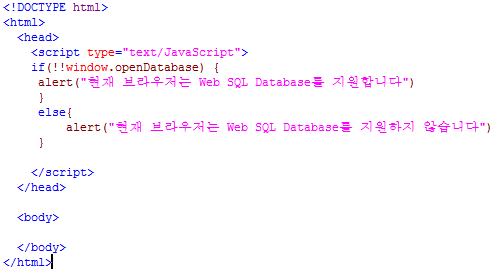 <!DOCTYPE html>
<html>
<head>
<script type="text/JavaScript">
if(!!window.openDatabase) {
alert("현재 브라우저는 Web SQL Database를 지원합니다")
}
else{
alert("현재 브라우저는 Web SQL Database를 지원하지 않습니다")
}
</script>
</head>
<body>
</body>
</html>